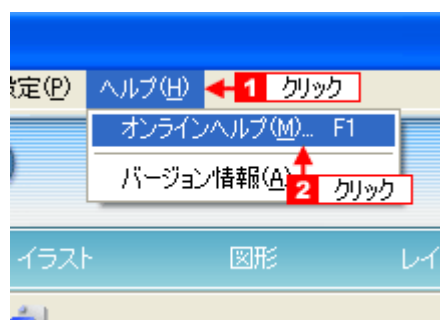 定(P) ヘルプ(H) 1 クリック
オンラインヘルプ(M)... F1
バージョン情報(A)
2 クリック
イラスト 図形 レイ